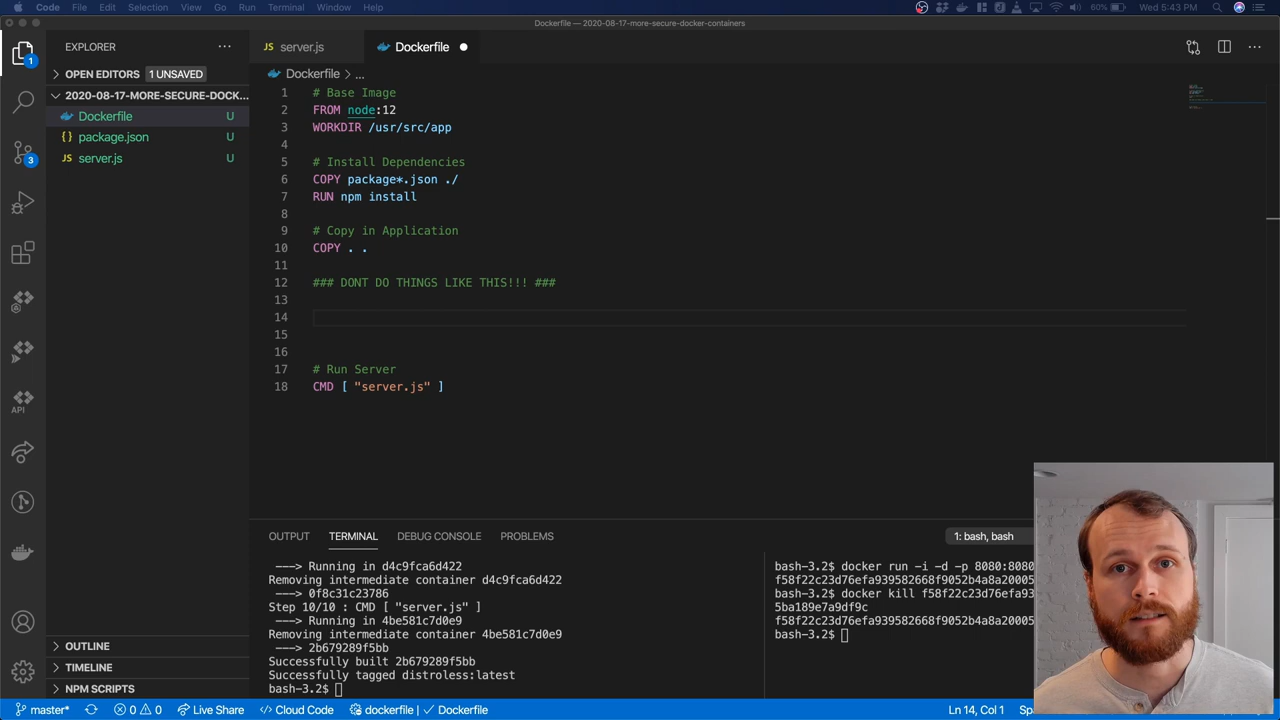 Code File Edit Selection View Go Run Terminal Window Help 60% Wed 5:43 PM
Dockerfile — 2020-08-17-more-secure-docker-containers
EXPLORER ···
JS server.js
Dockerfile
1
OPEN EDITORS 1 UNSAVED
Dockerfile > ...
2020-08-17-MORE-SECURE-DOCK...
Dockerfile U
{} package.json U
JS server.js U
3
API
1 # Base Image
2 FROM node:12
3 WORKDIR /usr/src/app
4
5 # Install Dependencies
6 COPY package*.json ./
7 RUN npm install
8
9 # Copy in Application
10 COPY . .
11
12 ### DONT DO THINGS LIKE THIS!!! ###
13
14
15
16
17 # Run Server
18 CMD [ "server.js" ]
OUTPUT TERMINAL DEBUG CONSOLE PROBLEMS
1: bash, bash
---> Running in d4c9fca6d422
Removing intermediate container d4c9fca6d422
---> 0f8c31c23786
Step 10/10 : CMD [ "server.js" ]
---> Running in 4be581c7d0e9
Removing intermediate container 4be581c7d0e9
---> 2b679289f5bb
Successfully built 2b679289f5bb
Successfully tagged distroless:latest
bash-3.2$
bash-3.2$ docker run -i -d -p 8080:8080
f58f22c23d76efa939582668f9052b4a8a20005
bash-3.2$ docker kill f58f22c23d76efa93
5ba189e7a9df9c
f58f22c23d76efa939582668f9052b4a8a20005
bash-3.2$
OUTLINE
TIMELINE
NPM SCRIPTS
master* 0 0 Live Share Cloud Code dockerfile | Dockerfile Ln 14, Col 1